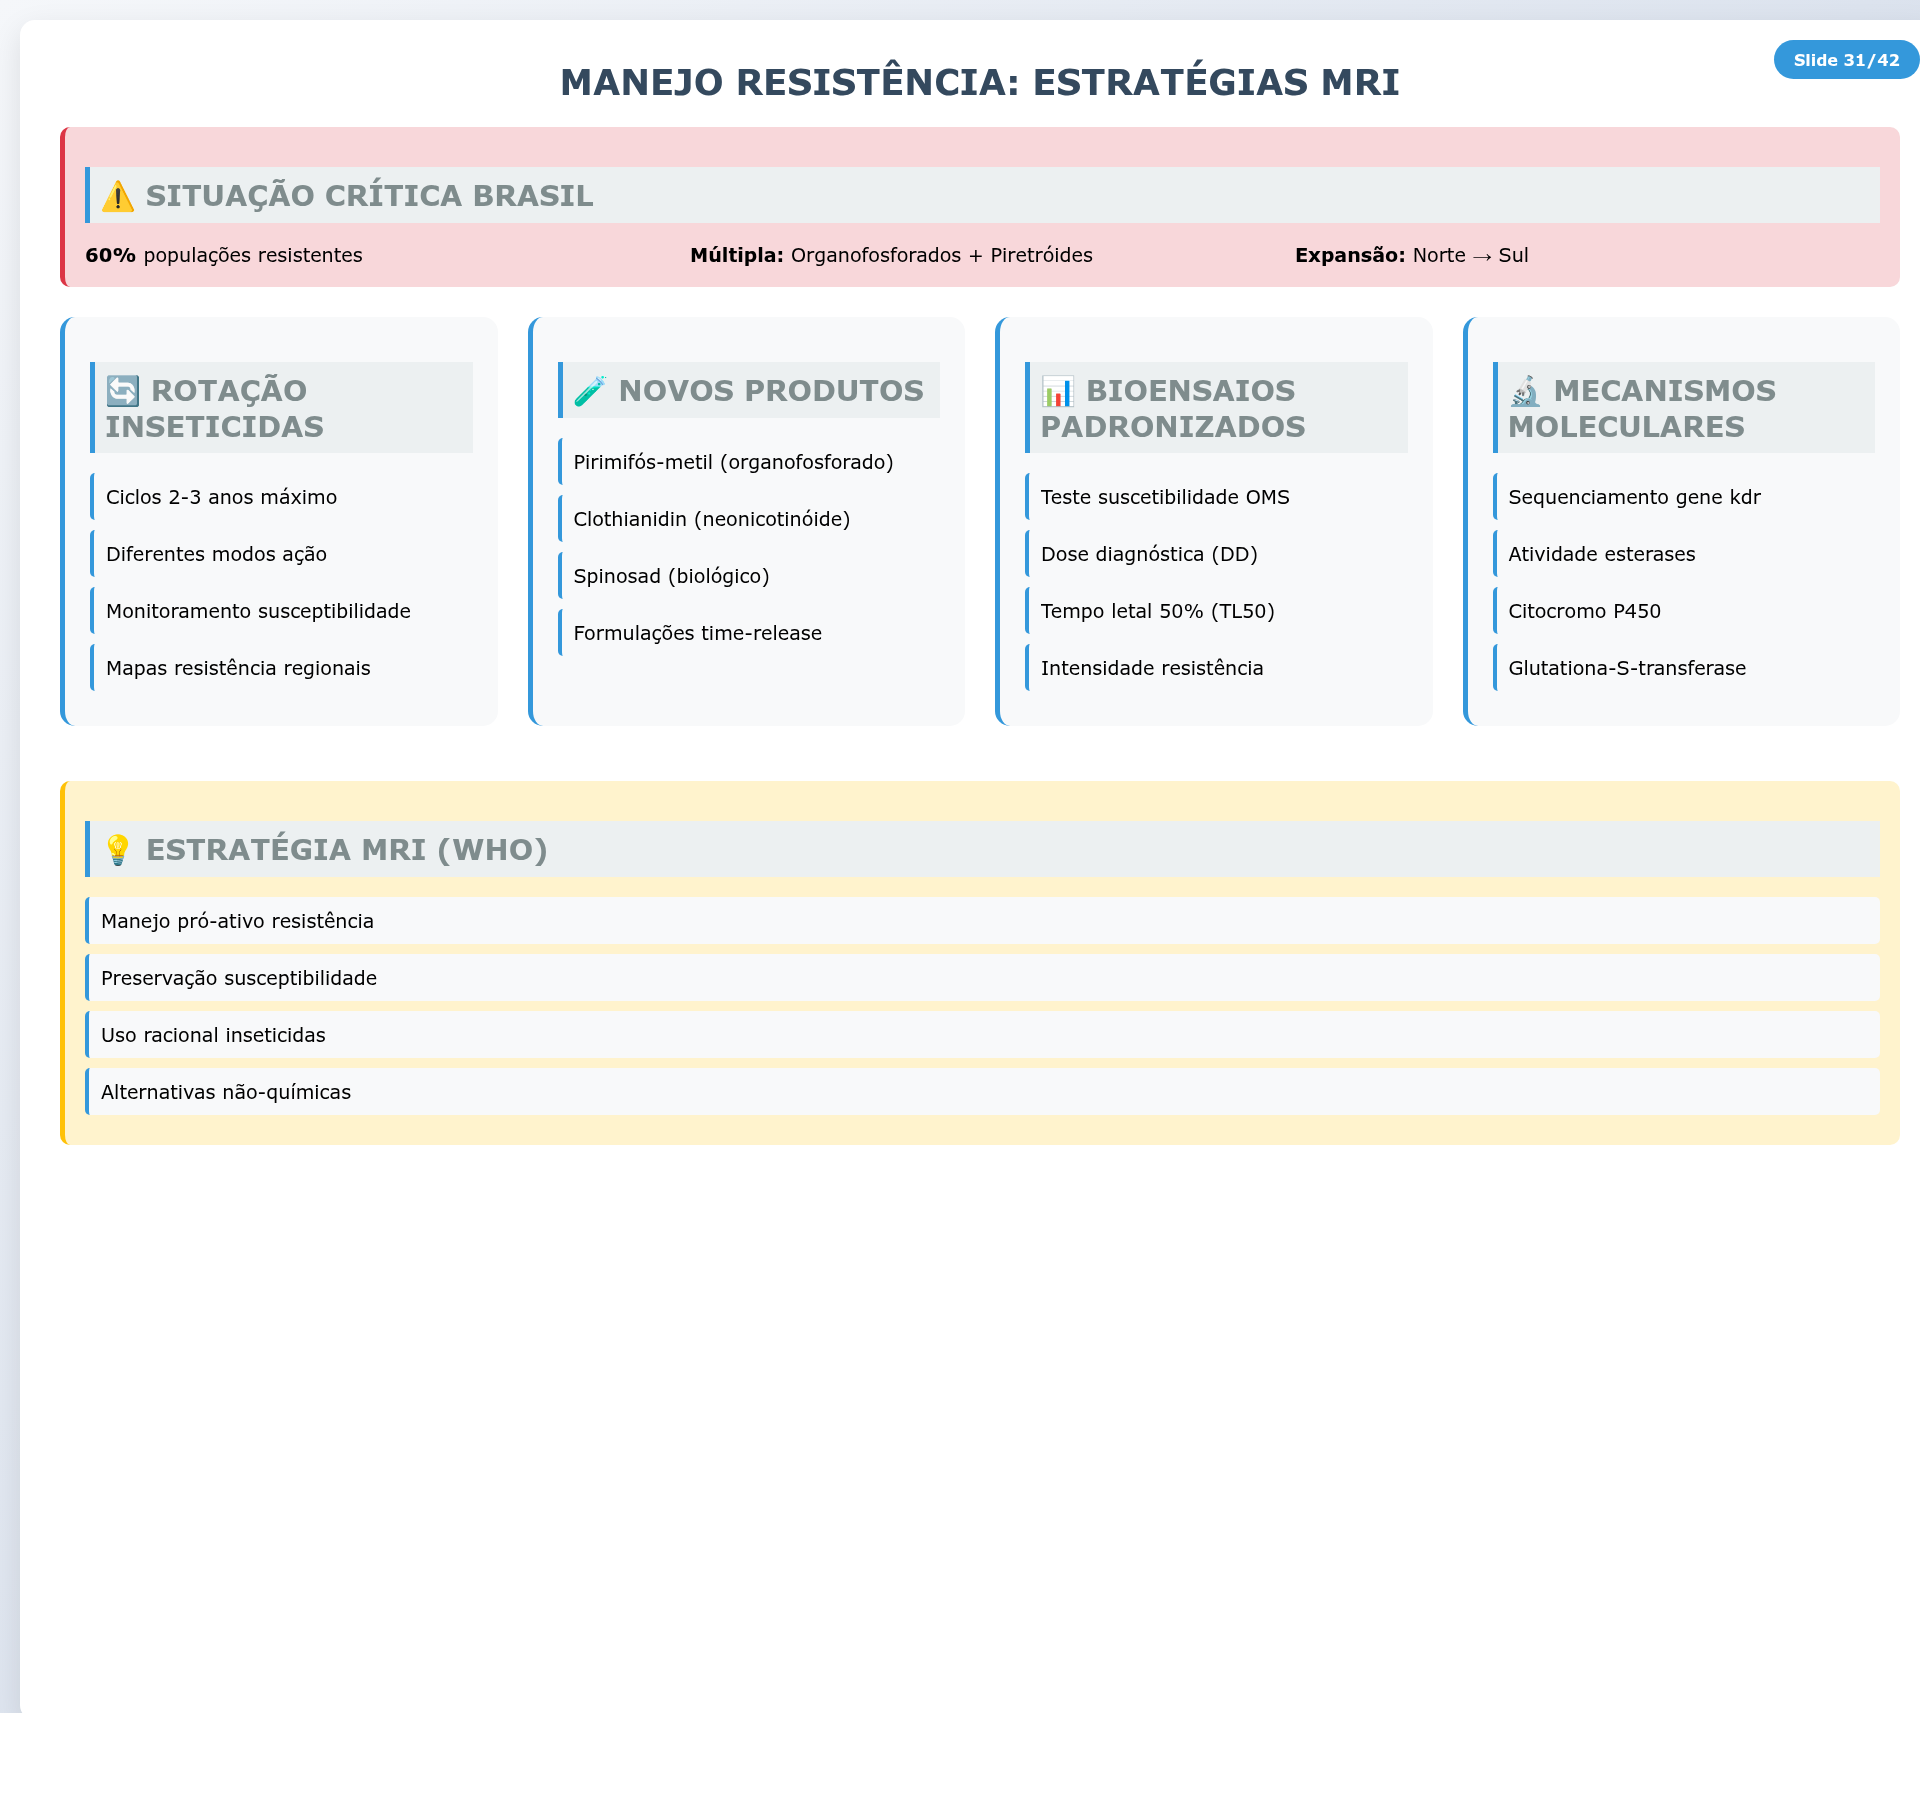 Slide 31/42
MANEJO RESISTÊNCIA: ESTRATÉGIAS MRI
⚠️ SITUAÇÃO CRÍTICA BRASIL
60% populações resistentes
Múltipla: Organofosforados + Piretróides
Expansão: Norte → Sul
🔄 ROTAÇÃO
INSETICIDAS
Ciclos 2-3 anos máximo
Diferentes modos ação
Monitoramento susceptibilidade
Mapas resistência regionais
🧪 NOVOS PRODUTOS
Pirimifós-metil (organofosforado)
Clothianidin (neonicotinóide)
Spinosad (biológico)
Formulações time-release
📊 BIOENSAIOS
PADRONIZADOS
Teste suscetibilidade OMS
Dose diagnóstica (DD)
Tempo letal 50% (TL50)
Intensidade resistência
🔬 MECANISMOS
MOLECULARES
Sequenciamento gene kdr
Atividade esterases
Citocromo P450
Glutationa-S-transferase
💡 ESTRATÉGIA MRI (WHO)
Manejo pró-ativo resistência
Preservação susceptibilidade
Uso racional inseticidas
Alternativas não-químicas